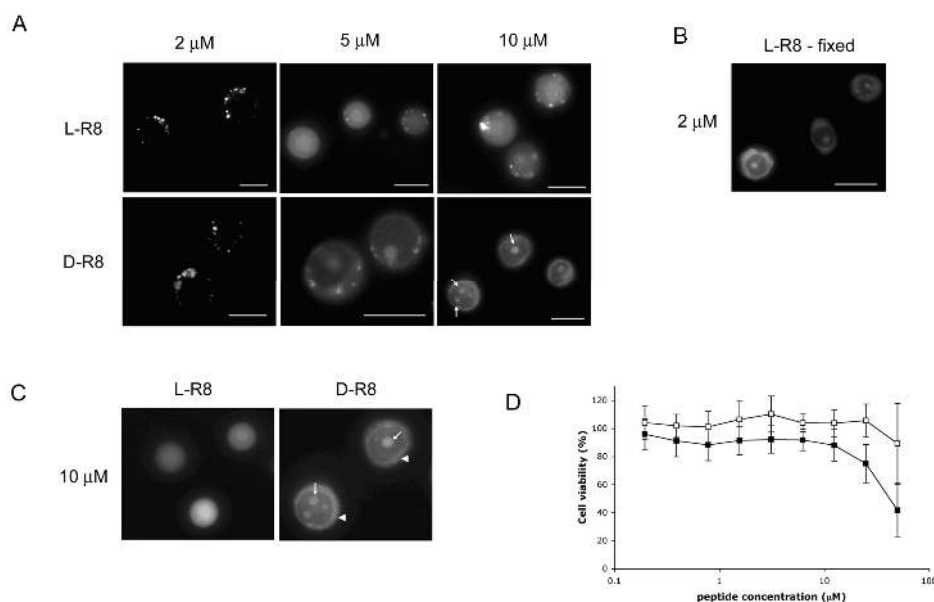 A
2 μM
5 μM
10 μM
L-R8
D-R8
B
L-R8 - fixed
2 μM
C
L-R8
D-R8
10 μM
D
Cell viability (%)
120
100
80
60
40
20
0
0.1
1
10
100
peptide concentration (μM)